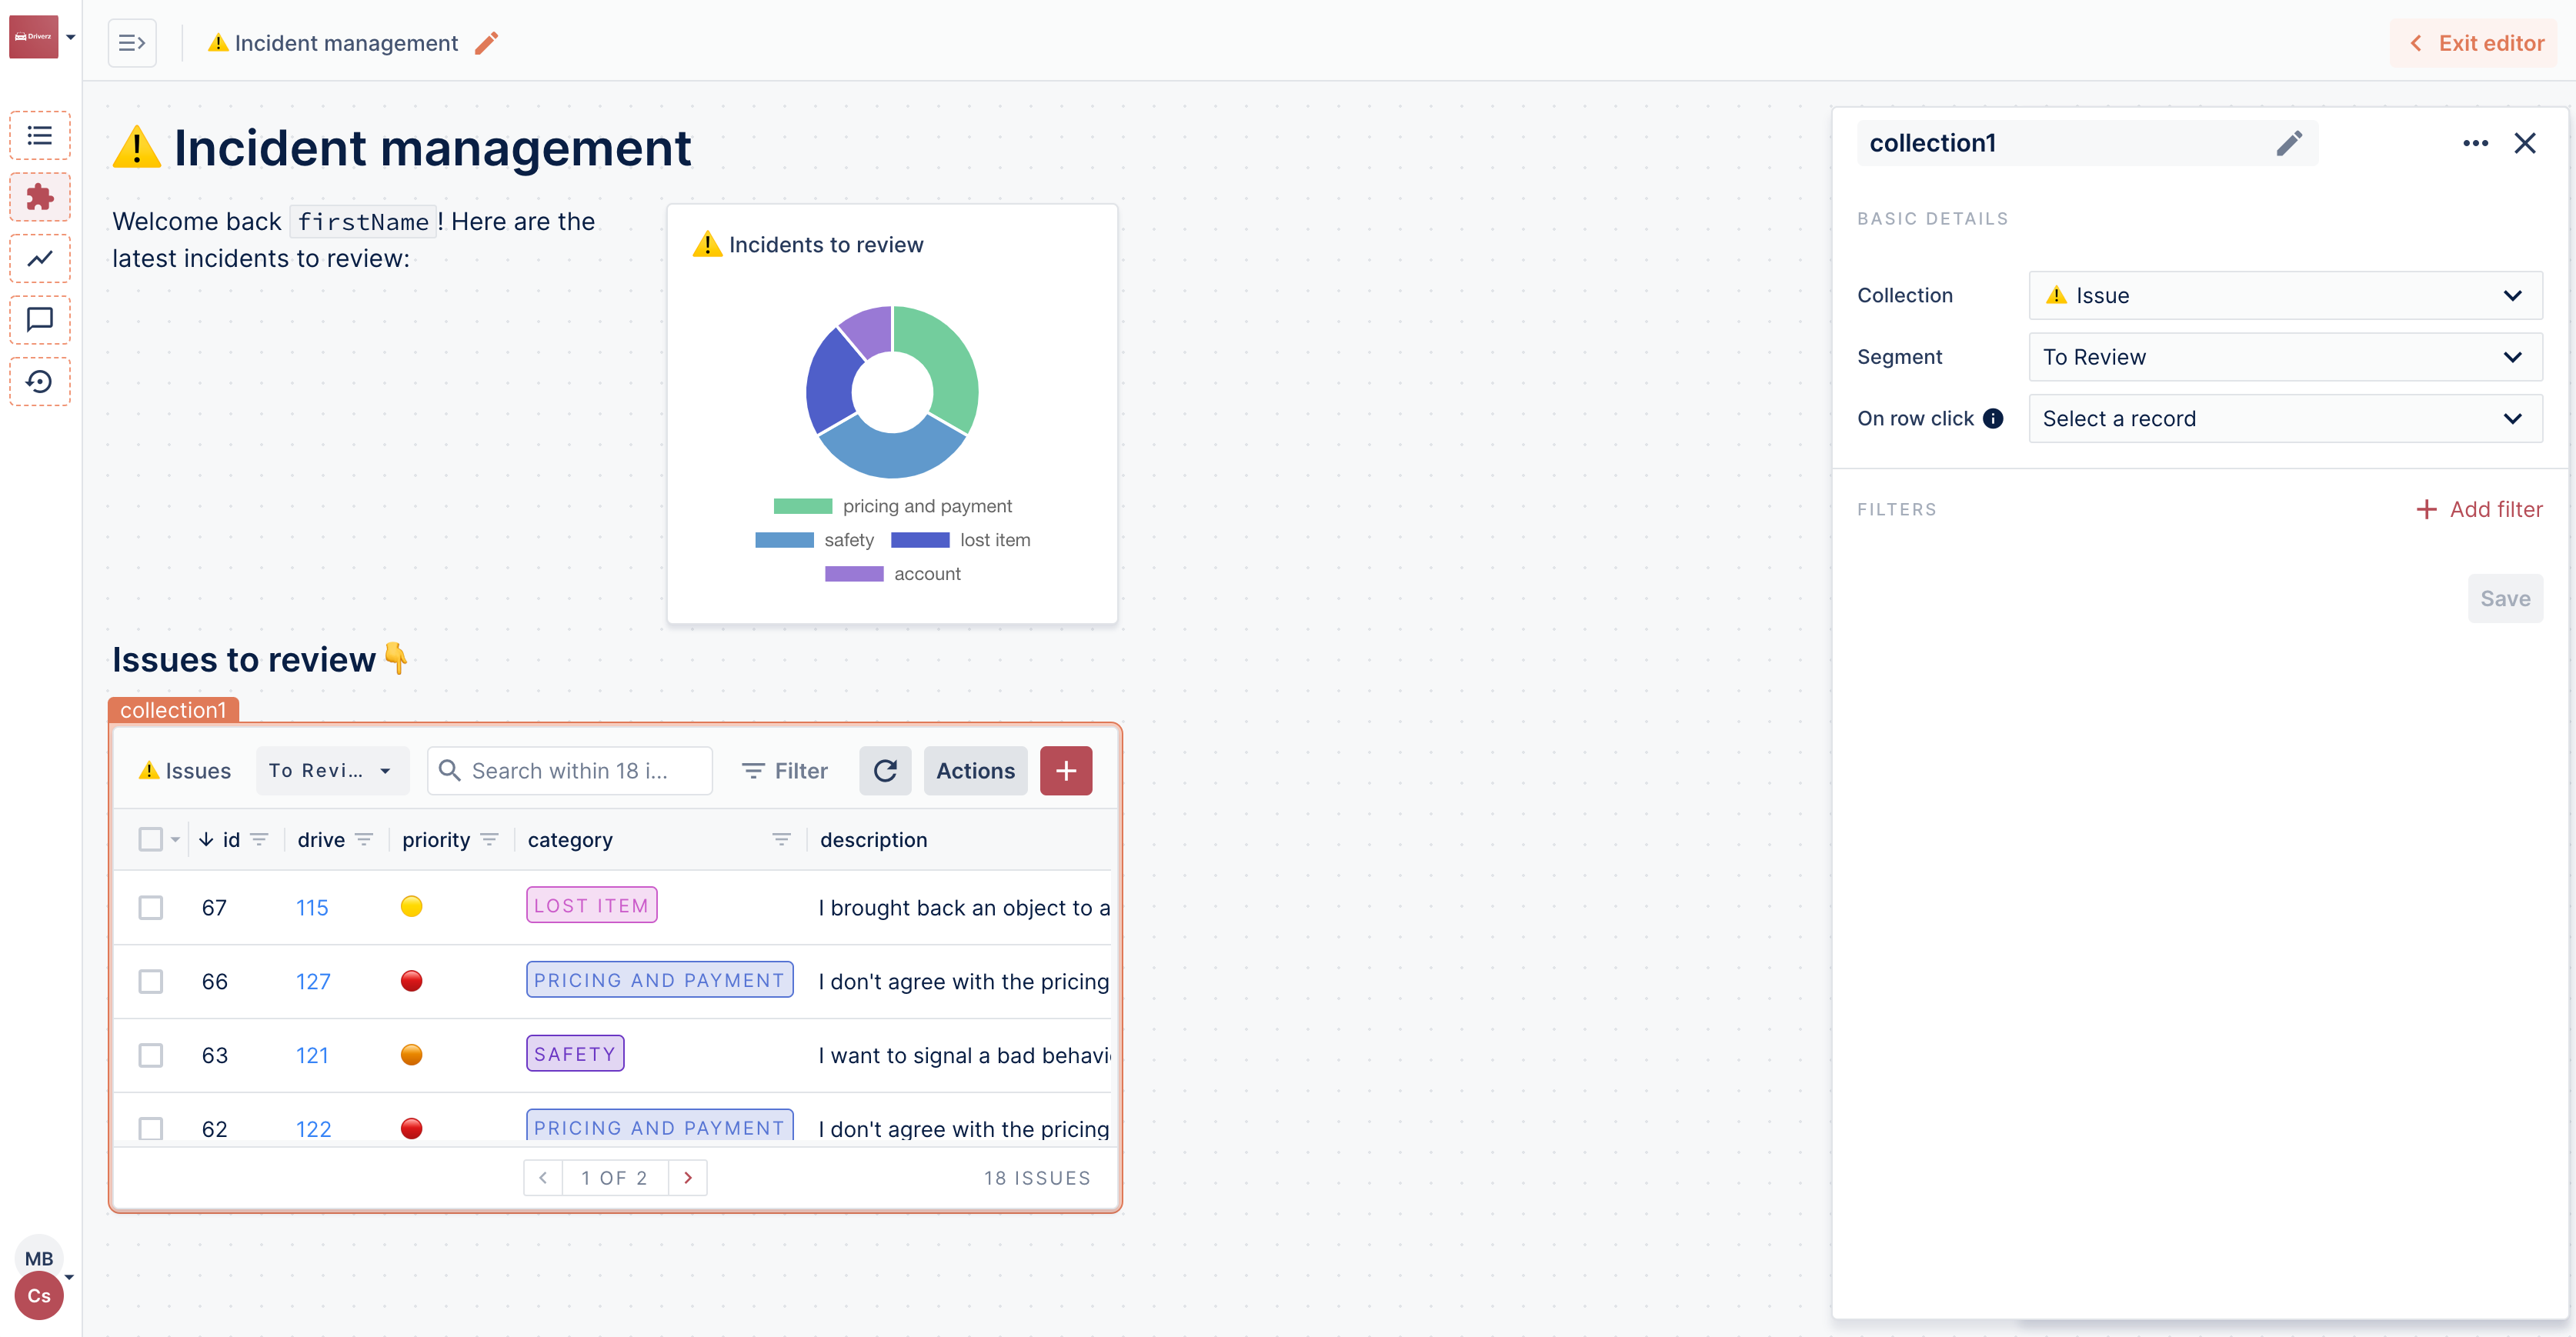 Driverz
⚠️ Incident management
Exit editor
⚠️ Incident management
Welcome back firstName! Here are the
latest incidents to review:
⚠️ Incidents to review
pricing and payment
safety lost item
account
Issues to review👇
collection1
⚠️ Issues To Revi... Search within 18 i... Filter Actions +
id drive priority category description
67 115 LOST ITEM I brought back an object to a
66 127 PRICING AND PAYMENT I don't agree with the pricing
63 121 SAFETY I want to signal a bad behavi
62 122 PRICING AND PAYMENT I don't agree with the pricing
1 OF 2 18 ISSUES
collection1
BASIC DETAILS
Collection ⚠️ Issue
Segment To Review
On row click Select a record
FILTERS + Add filter
Save
MB
Cs